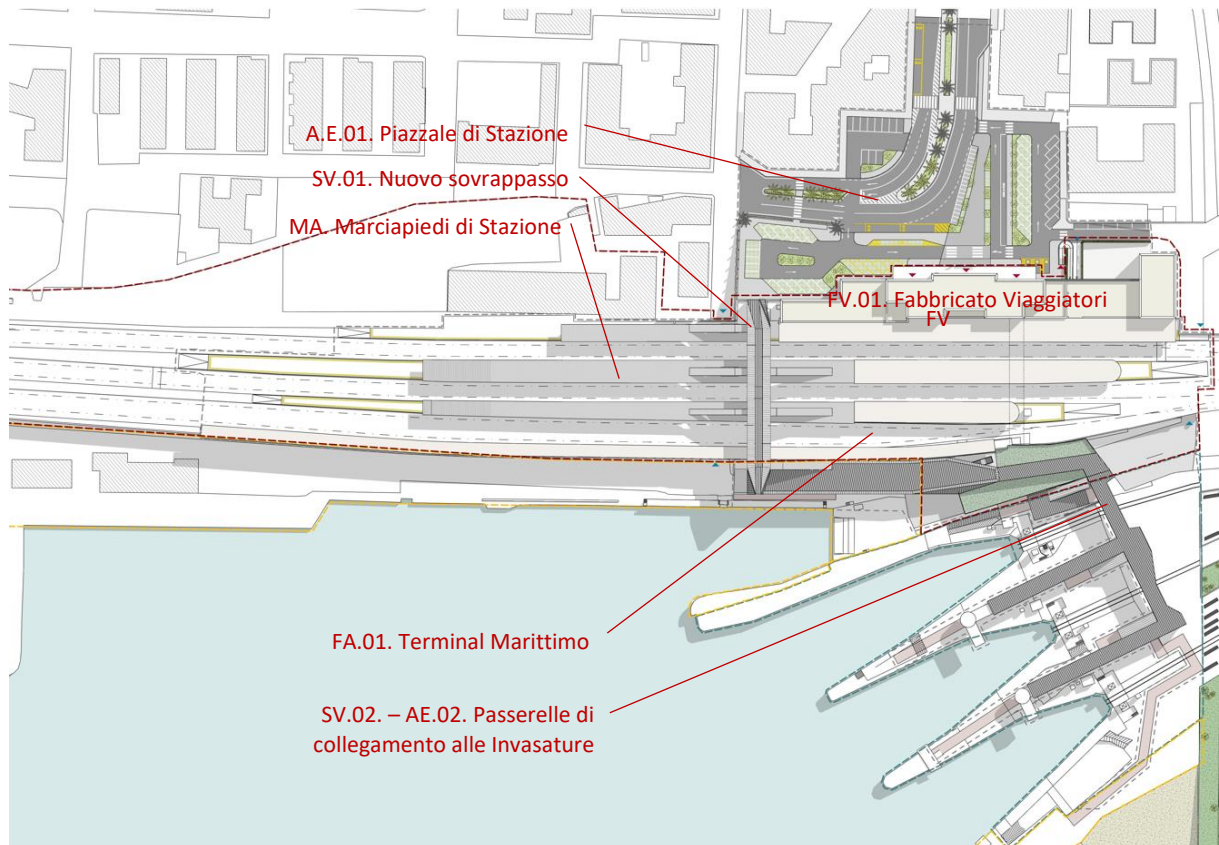 A.E.01. Piazzale di Stazione
SV.01. Nuovo sovrappasso
MA. Marciapiedi di Stazione
FV.01. Fabbricato Viaggiatori
FV
FA.01. Terminal Marittimo
SV.02. – AE.02. Passerelle di
collegamento alle Invasature